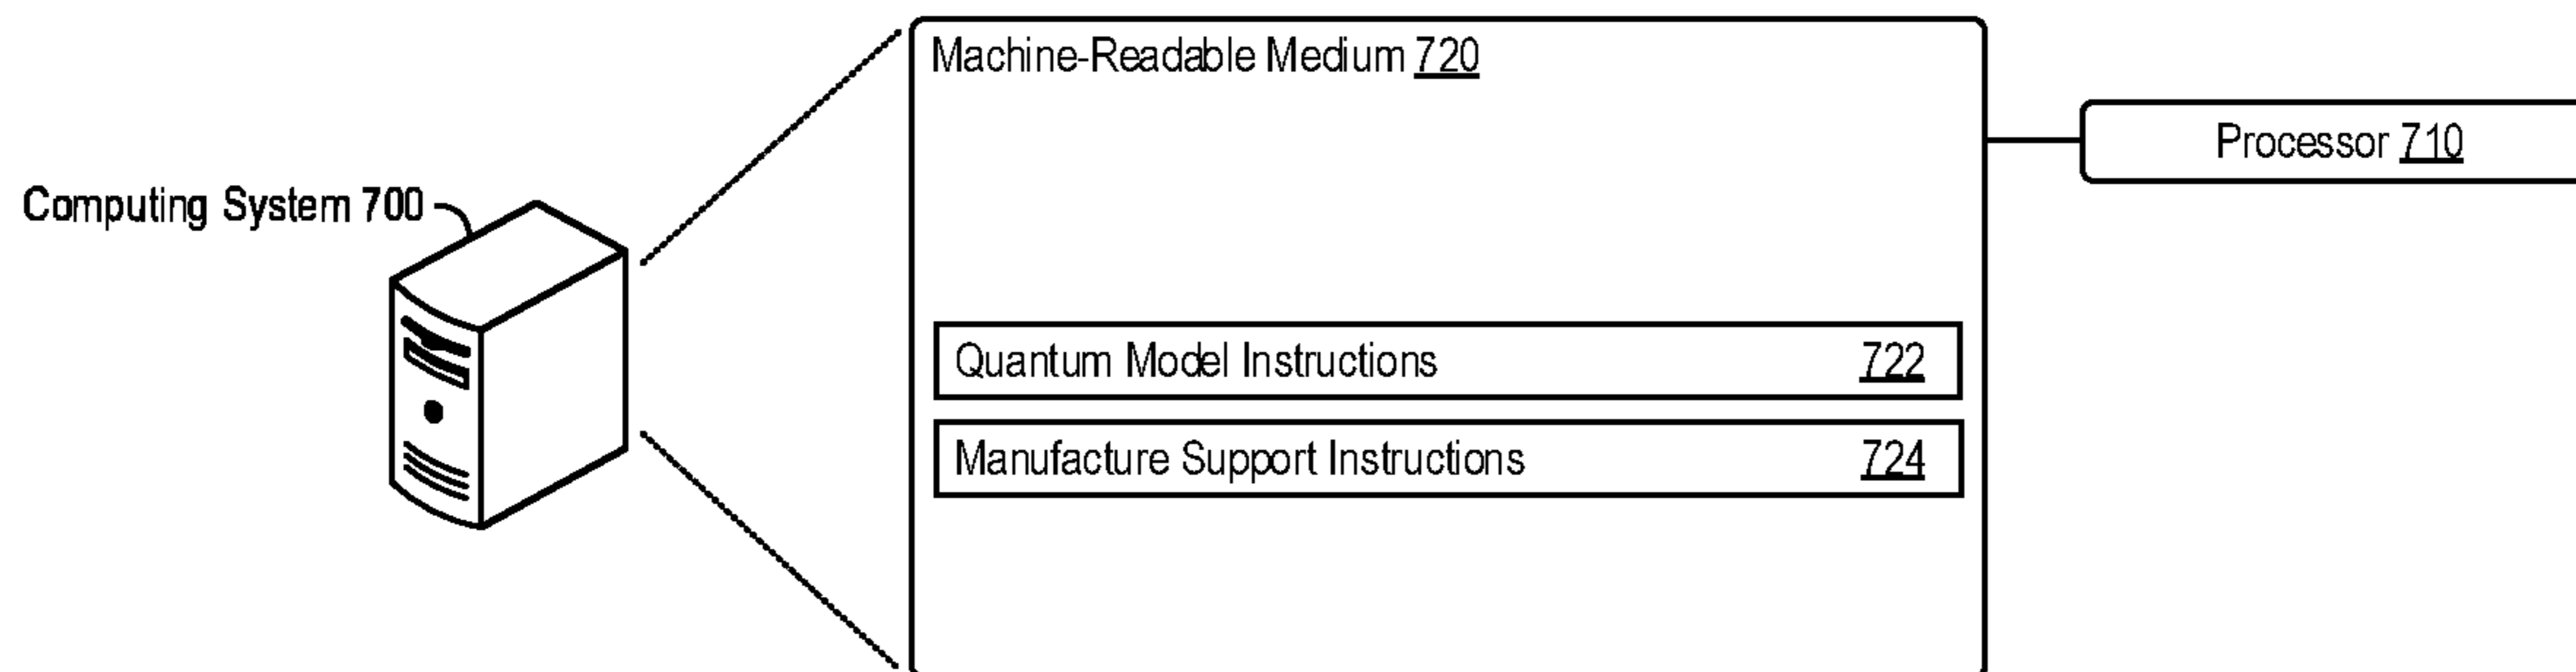 Machine-Readable Medium 720
Processor 710
Computing System 700
Quantum Model Instructions 722
Manufacture Support Instructions 724